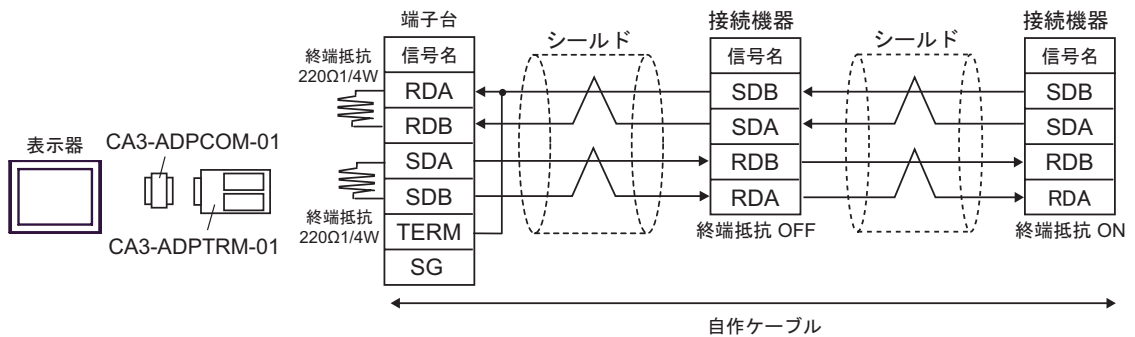 表示器
CA3-ADPCOM-01
CA3-ADPTRM-01
終端抵抗
220Ω1/4W
終端抵抗
220Ω1/4W
端子台
信号名
RDA
RDB
SDA
SDB
TERM
SG
シールド
接続機器
信号名
SDB
SDA
RDB
RDA
終端抵抗 OFF
シールド
接続機器
信号名
SDB
SDA
RDB
RDA
終端抵抗 ON
自作ケーブル